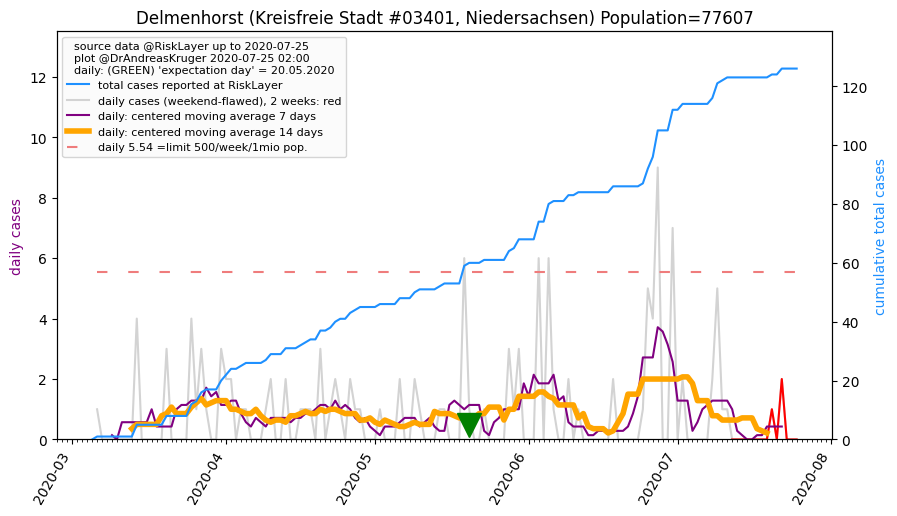 Delmenhorst (Kreisfreie Stadt #03401, Niedersachsen) Population=77607
source data @RiskLayer up to 2020-07-25
plot @DrAndreasKruger 2020-07-25 02:00
daily: (GREEN) 'expectation day' = 20.05.2020
total cases reported at RiskLayer
daily cases (weekend-flawed), 2 weeks: red
daily: centered moving average 7 days
daily: centered moving average 14 days
daily 5.54 =limit 500/week/1mio pop.
daily cases
12
10
8
6
4
2
0
120
100
80
60
40
20
0
cumulative total cases
2020-03
2020-04
2020-05
2020-06
2020-07
2020-08